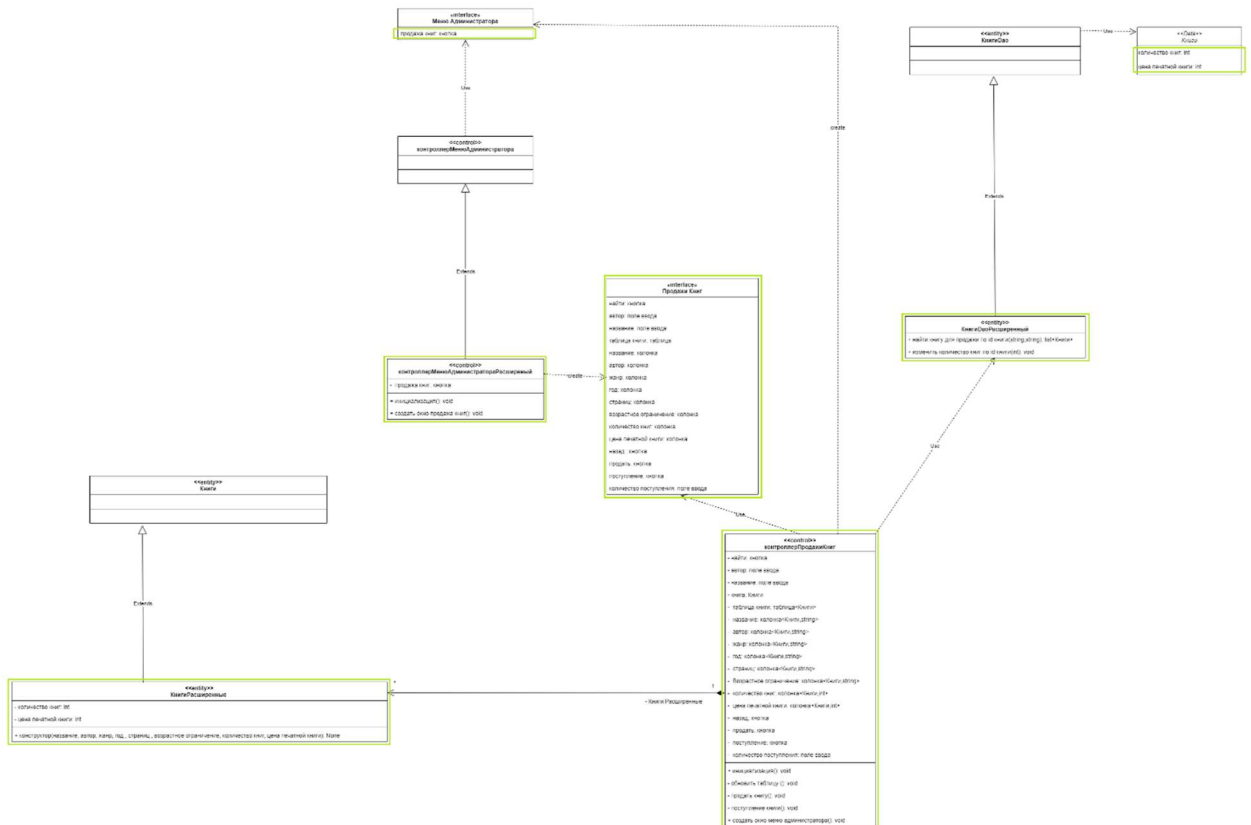 «interface»
Меню Администратора
продажа книг: кнопка
<<entity>>
КнигиDao
Use
<<Date>>
Книги
количество книг: int
цена печатной книги: int
Use
create
<<control>>
контроллерМенюАдминистратора
Extends
Extends
«interface»
Продажи Книг
найти: кнопка
автор: поле ввода
название: поле ввода
таблица книги: таблица
название: колонка
автор: колонка
жанр: колонка
год: колонка
страниц: колонка
возрастное ограничение: колонка
количество книг: колонка
цена печатной книги: колонка
назад: кнопка
продать: кнопка
поступление: кнопка
количество поступления: поле ввода
<<entity>>
КнигиDaoРасширенный
- найти книгу для продажи по id книги(string,string): list<Книги>
- изменить количество книг по id книги(int): void
<<control>>
контроллерМенюАдминистратораРасширеный
- продажа книг: кнопка
+ инициализация(): void
+ создать окно продажа книг(): void
create
Use
Use
<<entity>>
Книги
Extends
<<control>>
контроллерПродажиКниг
- найти: кнопка
- автор: поле ввода
- название: поле ввода
- книга: Книги
- таблица книги: таблица<Книги>
- название: колонка<Книги,string>
- автор: колонка<Книги,string>
- жанр: колонка<Книги,string>
- год: колонка<Книги,string>
- страниц: колонка<Книги,string>
- возрастное ограничение: колонка<Книги,string>
- количество книг: колонка<Книги,int>
- цена печатной книги: колонка<Книги,int>
- назад: кнопка
- продать: кнопка
- поступление: кнопка
- количество поступления: поле ввода
+ инициализация(): void
- обновить таблицу (): void
- продать книгу(): void
- поступление книги(): void
+ создать окно меню администратора(): void
<<entity>>
КнигиРасширенные
- количество книг: int
- цена печатной книги: int
+ конструктор(название, автор, жанр, год, страниц, возрастное ограничение, количество книг, цена печатной книги): None
*
1
- Книги Расширенные